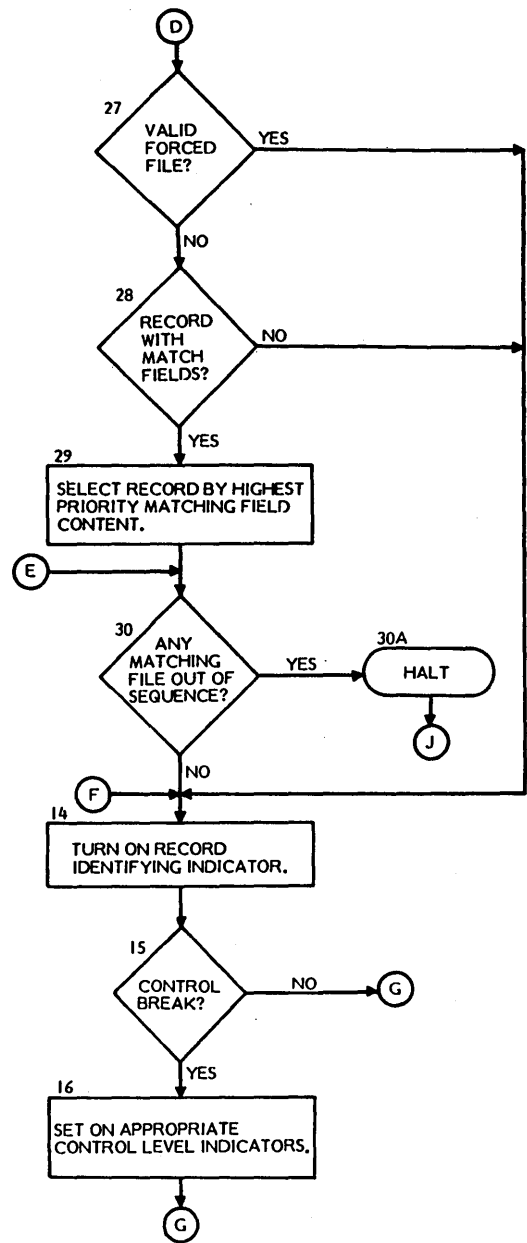 D
27
VALID
FORCED
FILE?
YES
NO
28
RECORD
WITH
MATCH
FIELDS?
NO
YES
29
SELECT RECORD BY HIGHEST
PRIORITY MATCHING FIELD
CONTENT.
E
30
ANY
MATCHING
FILE OUT OF
SEQUENCE?
YES
30A
HALT
J
NO
F
14
TURN ON RECORD
IDENTIFYING INDICATOR.
15
CONTROL
BREAK?
NO
G
YES
16
SET ON APPROPRIATE
CONTROL LEVEL INDICATORS.
G